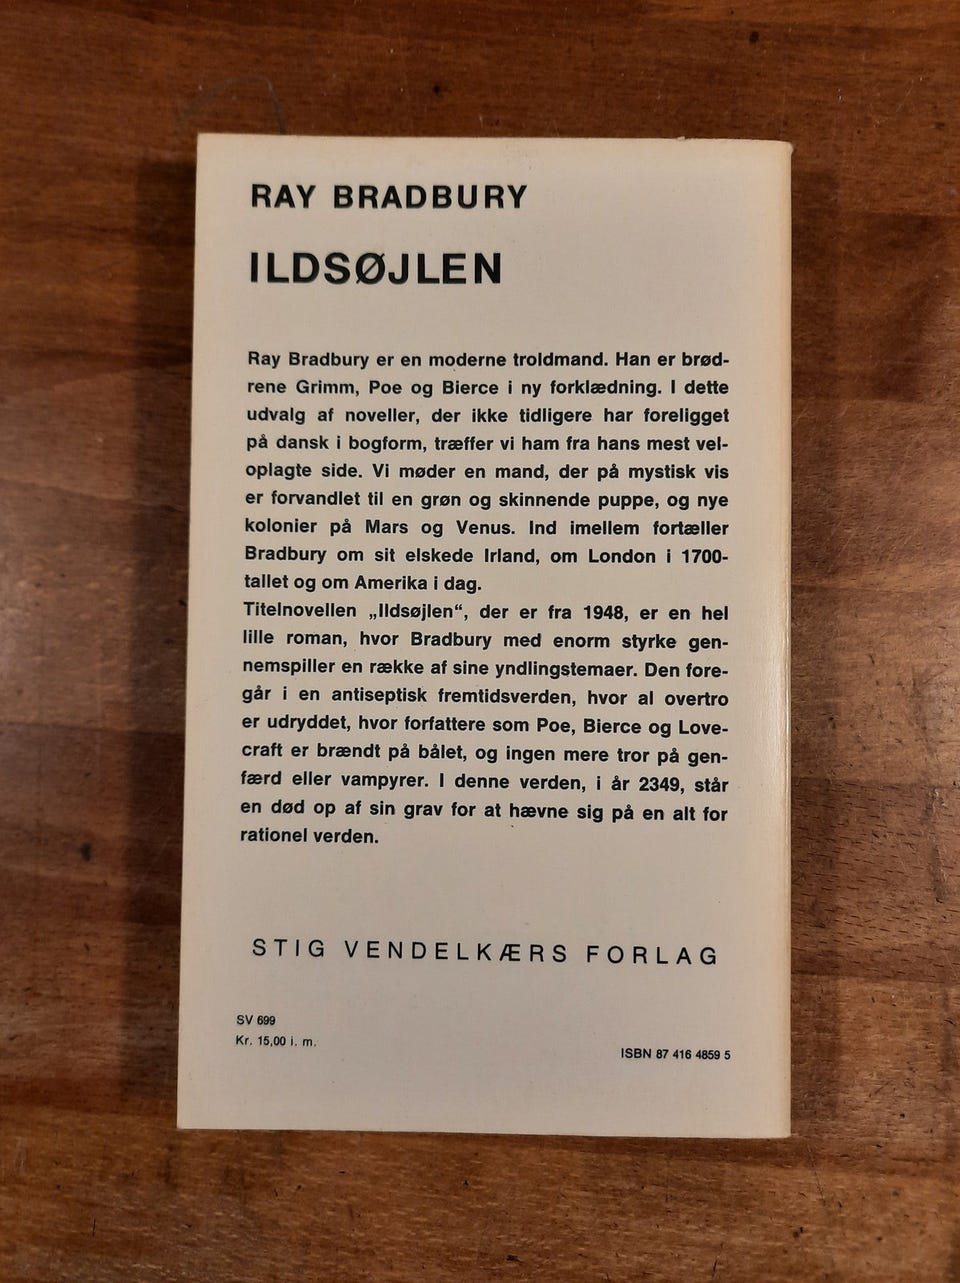 RAY BRADBURY
ILDSØJLEN
Ray Bradbury er en moderne troldmand. Han er brød-
rene Grimm, Poe og Bierce i ny forklædning. I dette
udvalg af noveller, der ikke tidligere har foreligget
på dansk i bogform, træffer vi ham fra hans mest vel-
oplagte side. Vi møder en mand, der på mystisk vis
er forvandlet til en grøn og skinnende puppe, og nye
kolonier på Mars og Venus. Ind imellem fortæller
Bradbury om sit elskede Irland, om London i 1700-
tallet og om Amerika i dag.
Titelnovellen „Ildsøjlen“, der er fra 1948, er en hel
lille roman, hvor Bradbury med enorm styrke gen-
nemspiller en række af sine yndlingstemaer. Den fore-
går i en antiseptisk fremtidsverden, hvor al overtro
er udryddet, hvor forfattere som Poe, Bierce og Love-
craft er brændt på bålet, og ingen mere tror på gen-
færd eller vampyrer. I denne verden, i år 2349, står
en død op af sin grav for at hævne sig på en alt for
rationel verden.
STIG VENDELKÆRS FORLAG
SV 699
Kr. 15,00 i. m.
ISBN 87 416 4859 5